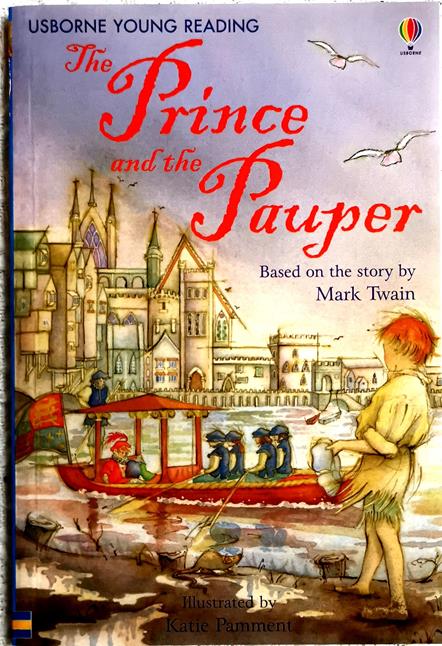 USBORNE YOUNG READING
USBORNE
The
Prince
and the
Pauper
Based on the story by
Mark Twain
Illustrated by
Katie Pamment